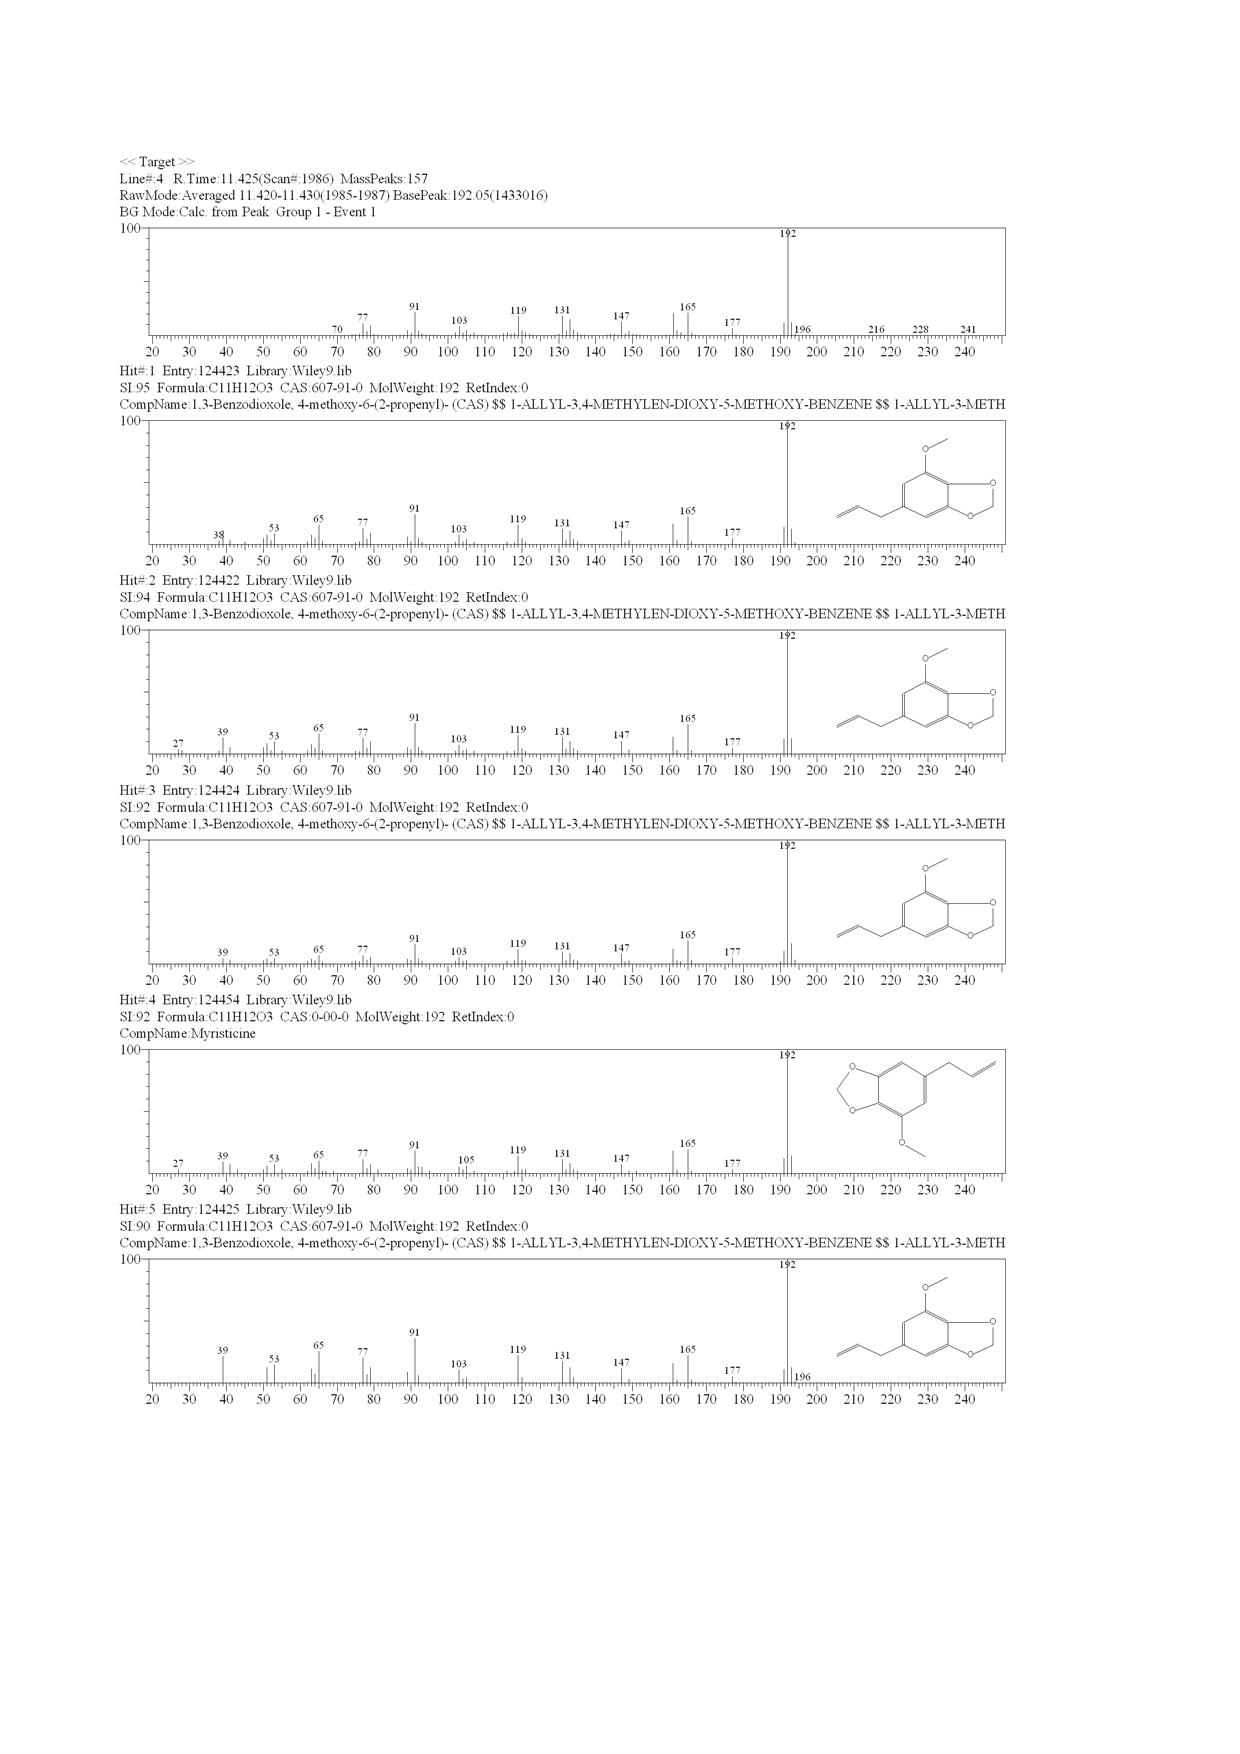 << Target >>
Line#:4 R.Time:11.425(Scan#:1986) MassPeaks:157
RawMode:Averaged 11.420-11.430(1985-1987) BasePeak:192.05(1433016)
BG Mode:Calc. from Peak Group 1 - Event 1
100
192
70 77 91 103 119 131 147 165 177 196 216 228 241
20 30 40 50 60 70 80 90 100 110 120 130 140 150 160 170 180 190 200 210 220 230 240
Hit#:1 Entry:124423 Library:Wiley9.lib
SI:95 Formula:C11H12O3 CAS:607-91-0 MolWeight:192 RetIndex:0
CompName:1,3-Benzodioxole, 4-methoxy-6-(2-propenyl)- (CAS) $$ 1-ALLYL-3,4-METHYLEN-DIOXY-5-METHOXY-BENZENE $$ 1-ALLYL-3-METH
100
192
38 53 65 77 91 103 119 131 147 165 177
O O O
20 30 40 50 60 70 80 90 100 110 120 130 140 150 160 170 180 190 200 210 220 230 240
Hit#:2 Entry:124422 Library:Wiley9.lib
SI:94 Formula:C11H12O3 CAS:607-91-0 MolWeight:192 RetIndex:0
CompName:1,3-Benzodioxole, 4-methoxy-6-(2-propenyl)- (CAS) $$ 1-ALLYL-3,4-METHYLEN-DIOXY-5-METHOXY-BENZENE $$ 1-ALLYL-3-METH
100
192
27 39 53 65 77 91 103 119 131 147 165 177
O O O
20 30 40 50 60 70 80 90 100 110 120 130 140 150 160 170 180 190 200 210 220 230 240
Hit#:3 Entry:124424 Library:Wiley9.lib
SI:92 Formula:C11H12O3 CAS:607-91-0 MolWeight:192 RetIndex:0
CompName:1,3-Benzodioxole, 4-methoxy-6-(2-propenyl)- (CAS) $$ 1-ALLYL-3,4-METHYLEN-DIOXY-5-METHOXY-BENZENE $$ 1-ALLYL-3-METH
100
192
39 53 65 77 91 103 119 131 147 165 177
O O O
20 30 40 50 60 70 80 90 100 110 120 130 140 150 160 170 180 190 200 210 220 230 240
Hit#:4 Entry:124454 Library:Wiley9.lib
SI:92 Formula:C11H12O3 CAS:0-00-0 MolWeight:192 RetIndex:0
CompName:Myristicine
100
192
27 39 53 65 77 91 105 119 131 147 165 177
O O O
20 30 40 50 60 70 80 90 100 110 120 130 140 150 160 170 180 190 200 210 220 230 240
Hit#:5 Entry:124425 Library:Wiley9.lib
SI:90 Formula:C11H12O3 CAS:607-91-0 MolWeight:192 RetIndex:0
CompName:1,3-Benzodioxole, 4-methoxy-6-(2-propenyl)- (CAS) $$ 1-ALLYL-3,4-METHYLEN-DIOXY-5-METHOXY-BENZENE $$ 1-ALLYL-3-METH
100
192
39 53 65 77 91 103 119 131 147 165 177 196
O O O
20 30 40 50 60 70 80 90 100 110 120 130 140 150 160 170 180 190 200 210 220 230 240